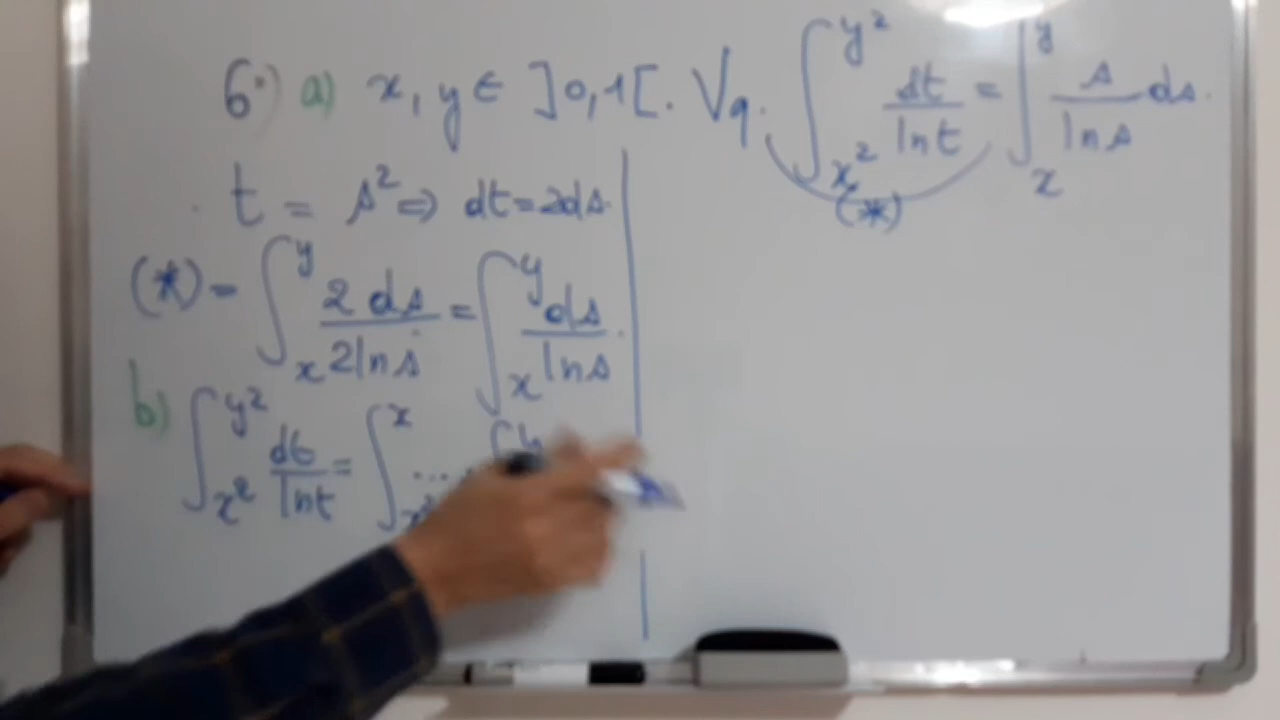 6°) a) x, y ∈ ]0,1[. Vq. ∫_{x²}^{y²} dt/ln t = ∫_x^y s/ln s ds.
(*)
t = s² ⇒ dt = 2ds.
(*) = ∫_x^y 2 ds/2 ln s = ∫_x^y ds/ln s.
b) ∫_{x²}^{y²} dt/ln t = ∫_{x²}^x ...